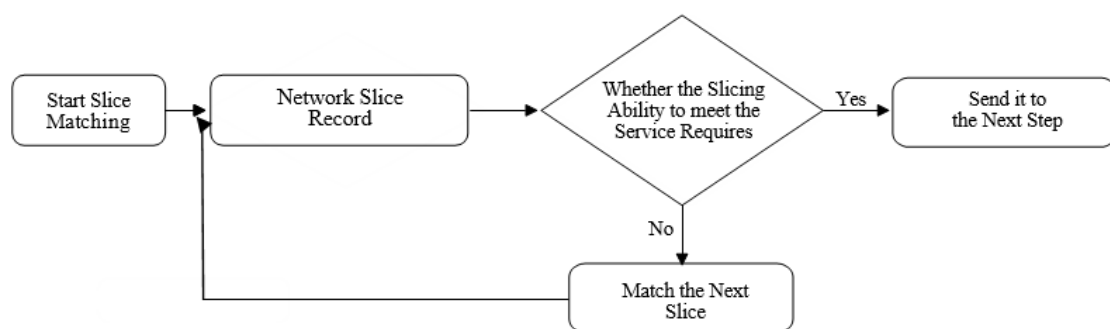 Start Slice
Matching
Network Slice
Record
Whether the Slicing
Ability to meet the
Service Requires
Yes
Send it to
the Next Step
No
Match the Next
Slice